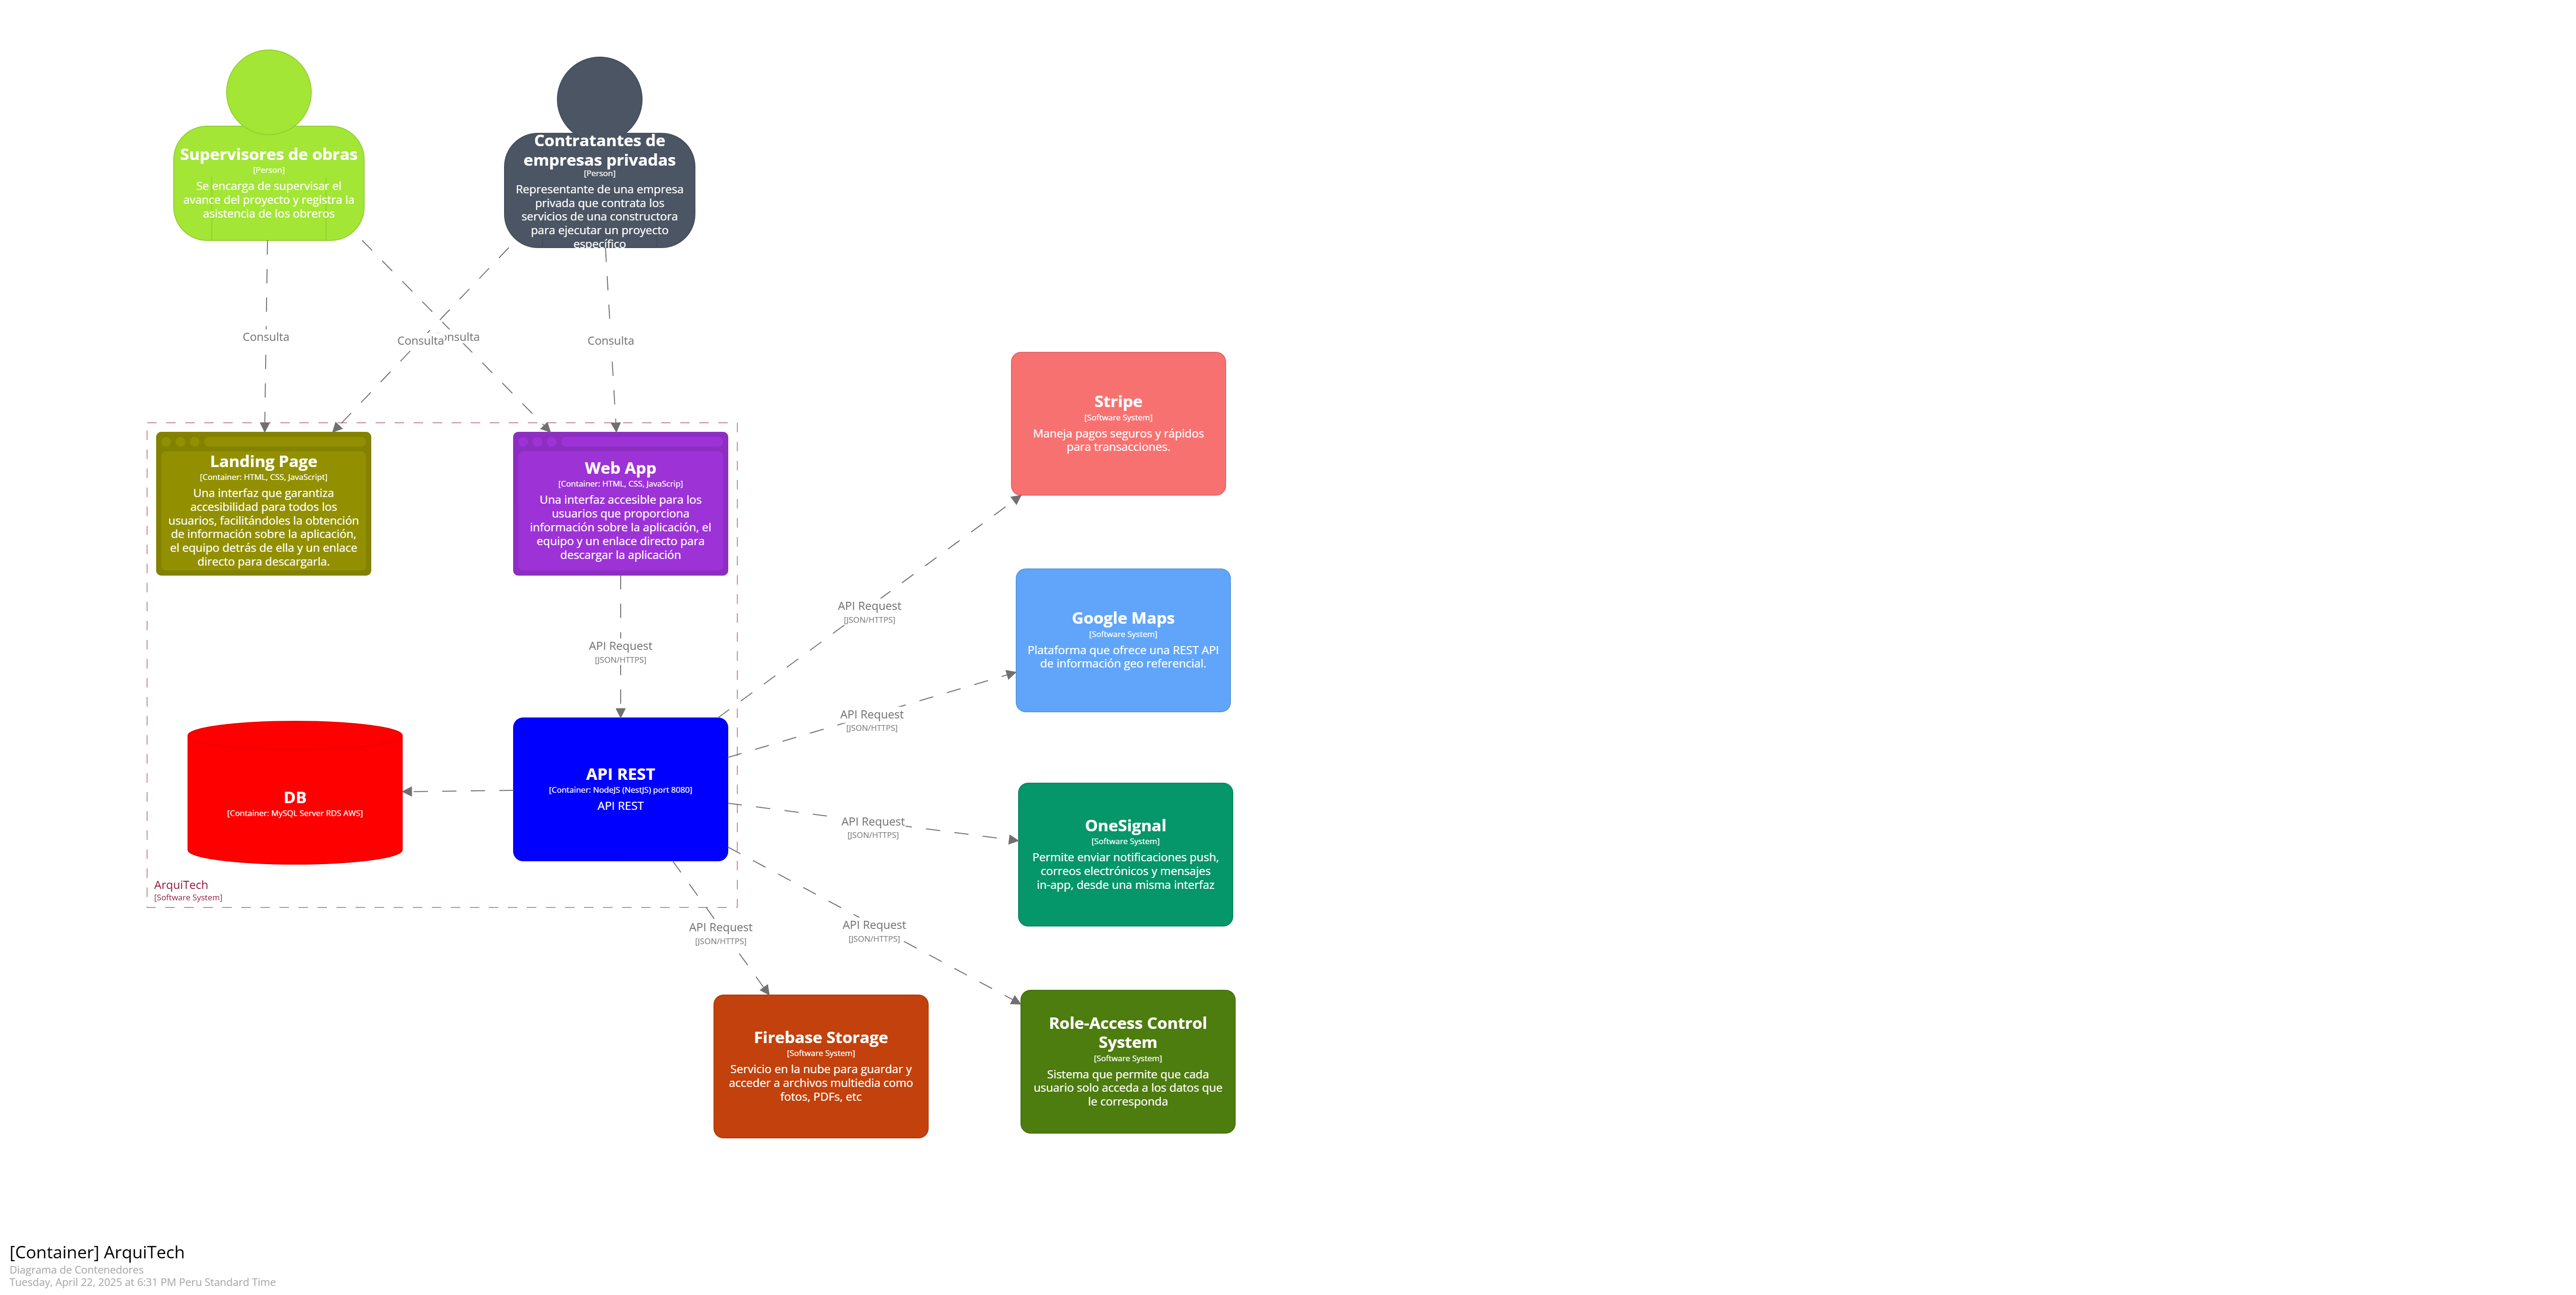 Supervisores de obras
[Person]
Se encarga de supervisar el
avance del proyecto y registra la
asistencia de los obreros
Contratantes de
empresas privadas
[Person]
Representante de una empresa
privada que contrata los
servicios de una constructora
para ejecutar un proyecto
específico
Consulta
Consulta
nsulta
Consulta
Landing Page
[Container: HTML, CSS, JavaScript]
Una interfaz que garantiza
accesibilidad para todos los
usuarios, facilitándoles la obtención
de información sobre la aplicación,
el equipo detrás de ella y un enlace
directo para descargarla.
Web App
[Container: HTML, CSS, JavaScrip]
Una interfaz accesible para los
usuarios que proporciona
información sobre la aplicación, el
equipo y un enlace directo para
descargar la aplicación
Stripe
[Software System]
Maneja pagos seguros y rápidos
para transacciones.
API Request
[JSON/HTTPS]
Google Maps
[Software System]
Plataforma que ofrece una REST API
de información geo referencial.
API Request
[JSON/HTTPS]
API Request
[JSON/HTTPS]
DB
[Container: MySQL Server RDS AWS]
API REST
[Container: NodeJS (NestJS) port 8080]
API REST
API Request
[JSON/HTTPS]
OneSignal
[Software System]
Permite enviar notificaciones push,
correos electrónicos y mensajes
in-app, desde una misma interfaz
ArquiTech
[Software System]
API Request
[JSON/HTTPS]
API Request
[JSON/HTTPS]
Firebase Storage
[Software System]
Servicio en la nube para guardar y
acceder a archivos multiedia como
fotos, PDFs, etc
Role-Access Control
System
[Software System]
Sistema que permite que cada
usuario solo acceda a los datos que
le corresponda
[Container] ArquiTech
Diagrama de Contenedores
Tuesday, April 22, 2025 at 6:31 PM Peru Standard Time